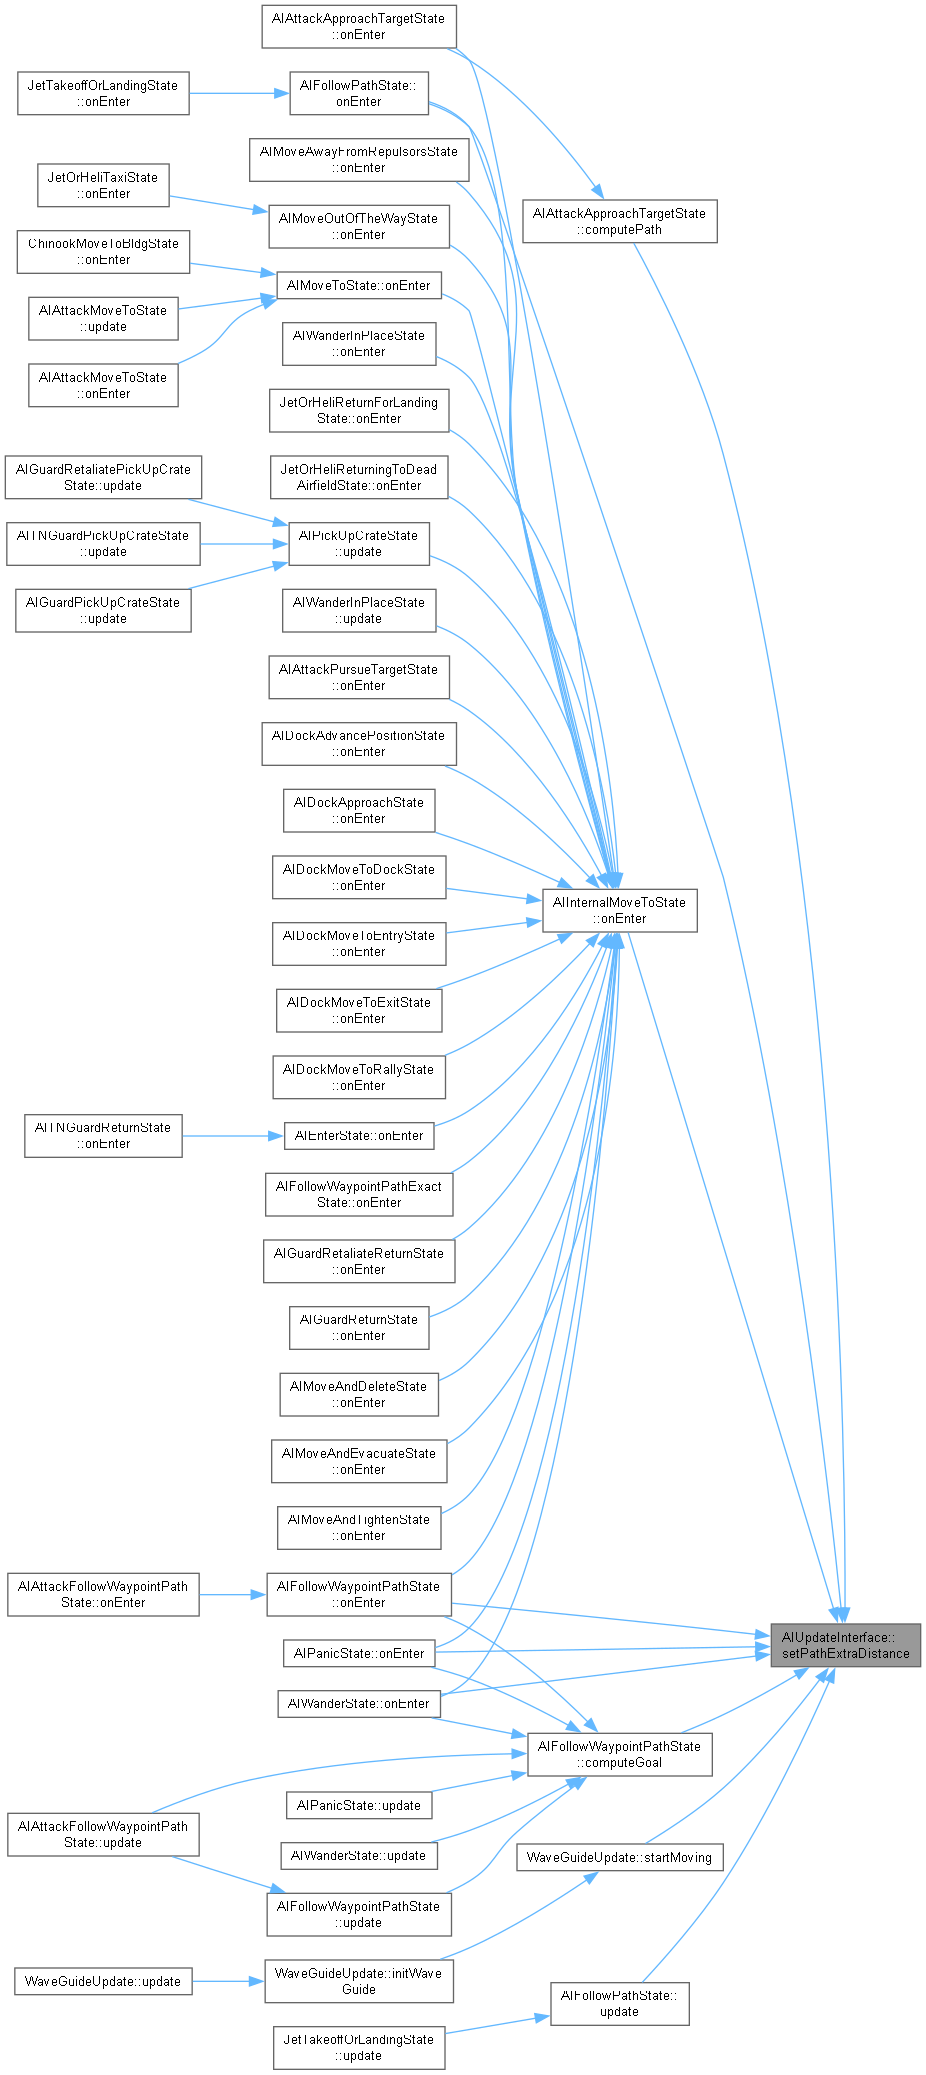 AIAttackApproachTargetState
::onEnter
JetTakeoffOrLandingState
::onEnter
AIFollowPathState::
onEnter
AIMoveAwayFromRepulsorsState
::onEnter
JetOrHeliTaxiState
::onEnter
AIMoveOutOfTheWayState
::onEnter
AIAttackApproachTargetState
::computePath
ChinookMoveToBldgState
::onEnter
AIMoveToState::onEnter
AIAttackMoveToState
::update
AIWanderInPlaceState
::onEnter
AIAttackMoveToState
::onEnter
JetOrHeliReturnForLanding
State::onEnter
AIGuardRetaliatePickUpCrate
State::update
JetOrHeliReturningToDead
AirfieldState::onEnter
AITNGuardPickUpCrateState
::update
AIPickUpCrateState
::update
AIGuardPickUpCrateState
::update
AIWanderInPlaceState
::update
AIAttackPursueTargetState
::onEnter
AIDockAdvancePositionState
::onEnter
AIDockApproachState
::onEnter
AIDockMoveToDockState
::onEnter
AIInternalMoveToState
::onEnter
AIDockMoveToEntryState
::onEnter
AIDockMoveToExitState
::onEnter
AIDockMoveToRallyState
::onEnter
AITNGuardReturnState
::onEnter
AIEnterState::onEnter
AIFollowWaypointPathExact
State::onEnter
AIGuardRetaliateReturnState
::onEnter
AIGuardReturnState
::onEnter
AIMoveAndDeleteState
::onEnter
AIMoveAndEvacuateState
::onEnter
AIMoveAndTightenState
::onEnter
AIAttackFollowWaypointPath
State::onEnter
AIFollowWaypointPathState
::onEnter
AIUpdateInterface::
setPathExtraDistance
AIPanicState::onEnter
AIWanderState::onEnter
AIFollowWaypointPathState
::computeGoal
AIPanicState::update
AIAttackFollowWaypointPath
State::update
AIWanderState::update
WaveGuideUpdate::startMoving
AIFollowWaypointPathState
::update
WaveGuideUpdate::update
WaveGuideUpdate::initWave
Guide
AIFollowPathState::
update
JetTakeoffOrLandingState
::update